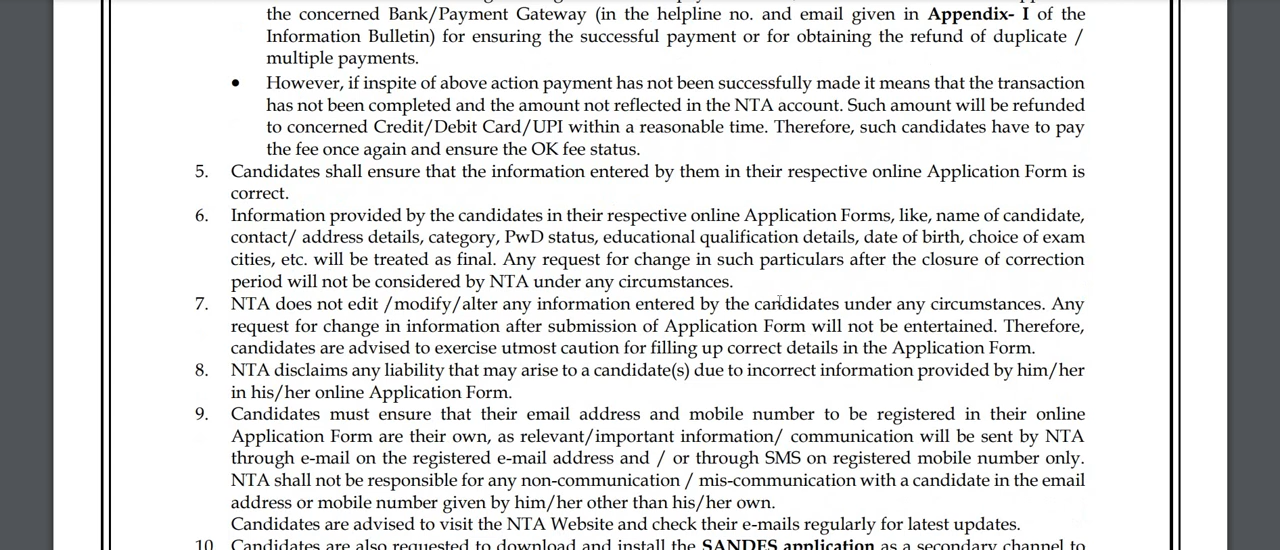 the concerned Bank/Payment Gateway (in the helpline no. and email given in Appendix- I of the
Information Bulletin) for ensuring the successful payment or for obtaining the refund of duplicate /
multiple payments.
• However, if inspite of above action payment has not been successfully made it means that the transaction
has not been completed and the amount not reflected in the NTA account. Such amount will be refunded
to concerned Credit/Debit Card/UPI within a reasonable time. Therefore, such candidates have to pay
the fee once again and ensure the OK fee status.
5. Candidates shall ensure that the information entered by them in their respective online Application Form is
correct.
6. Information provided by the candidates in their respective online Application Forms, like, name of candidate,
contact/ address details, category, PwD status, educational qualification details, date of birth, choice of exam
cities, etc. will be treated as final. Any request for change in such particulars after the closure of correction
period will not be considered by NTA under any circumstances.
7. NTA does not edit /modify/alter any information entered by the candidates under any circumstances. Any
request for change in information after submission of Application Form will not be entertained. Therefore,
candidates are advised to exercise utmost caution for filling up correct details in the Application Form.
8. NTA disclaims any liability that may arise to a candidate(s) due to incorrect information provided by him/her
in his/her online Application Form.
9. Candidates must ensure that their email address and mobile number to be registered in their online
Application Form are their own, as relevant/important information/ communication will be sent by NTA
through e-mail on the registered e-mail address and / or through SMS on registered mobile number only.
NTA shall not be responsible for any non-communication / mis-communication with a candidate in the email
address or mobile number given by him/her other than his/her own.
Candidates are advised to visit the NTA Website and check their e-mails regularly for latest updates.
10. Candidates are also requested to download and install the SANDES application as a secondary channel to